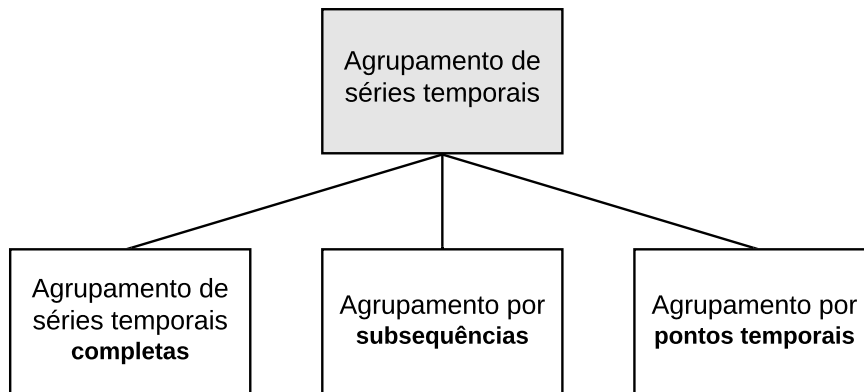 Agrupamento de
séries temporais
Agrupamento de
séries temporais
completas
Agrupamento por
subsequências
Agrupamento por
pontos temporais